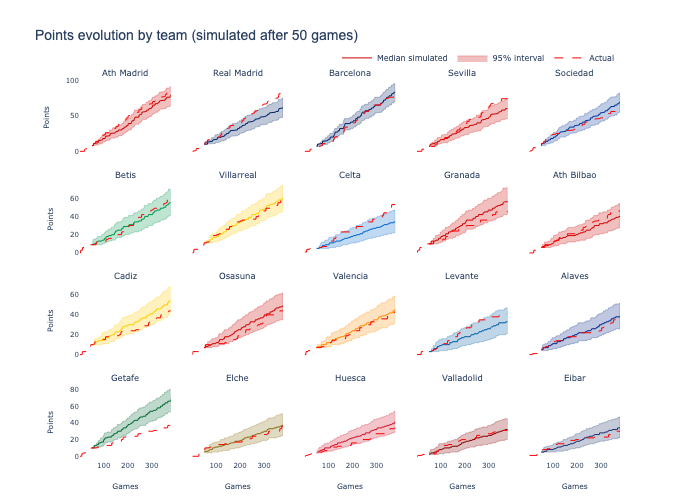 Points evolution by team (simulated after 50 games)
Median simulated 95% interval Actual
Ath Madrid Real Madrid Barcelona Sevilla Sociedad
100
50
0
Points
Betis Villarreal Celta Granada Ath Bilbao
60
40
20
0
Points
Cadiz Osasuna Valencia Levante Alaves
60
40
20
0
Points
Getafe Elche Huesca Valladolid Eibar
80
60
40
20
0
Points
100 200 300 100 200 300 100 200 300 100 200 300 100 200 300
Games Games Games Games Games